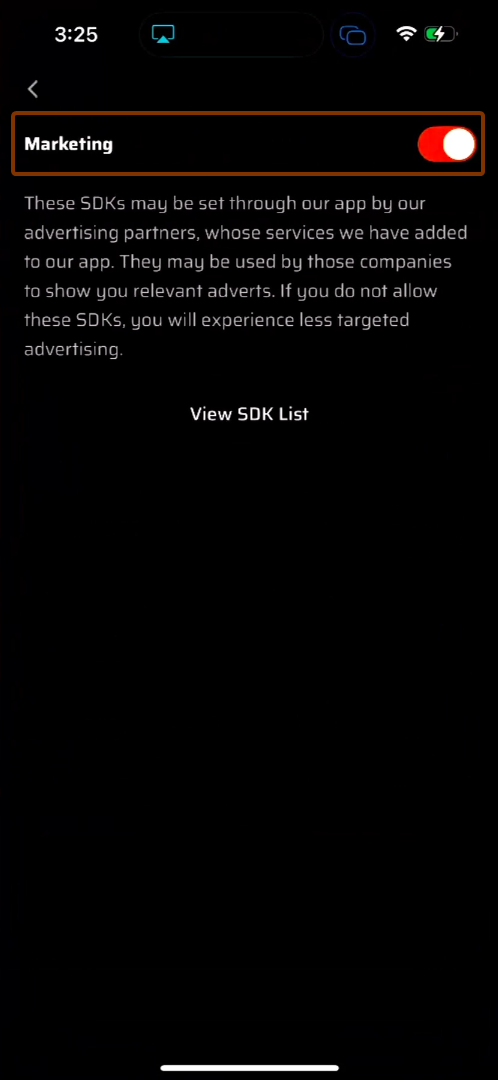 3:25
Marketing
These SDKs may be set through our app by our
advertising partners, whose services we have added
to our app. They may be used by those companies
to show you relevant adverts. If you do not allow
these SDKs, you will experience less targeted
advertising.
View SDK List